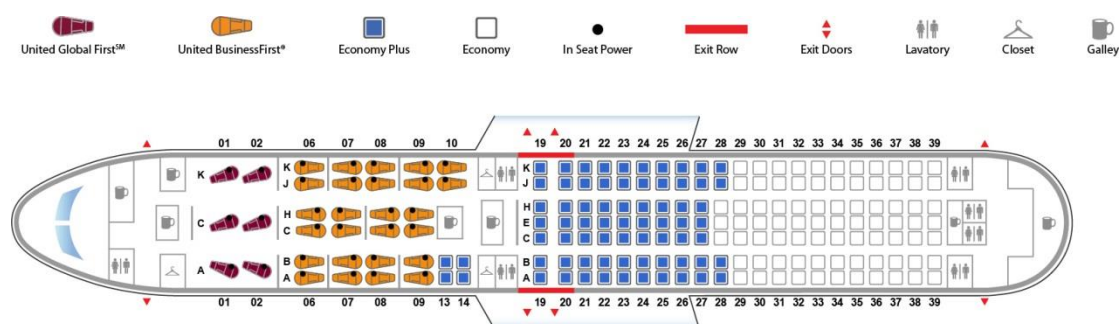 United Global First℠ United BusinessFirst® Economy Plus Economy In Seat Power Exit Row Exit Doors Lavatory Closet Galley
01 02 06 07 08 09 10 19 20 21 22 23 24 25 26 27 28 29 30 31 32 33 34 35 36 37 38 39
K K K
J J
H H
C C E
C
B B
A A A
01 02 06 07 08 09 13 14 19 20 21 22 23 24 25 26 27 28 29 30 31 32 33 34 35 36 37 38 39